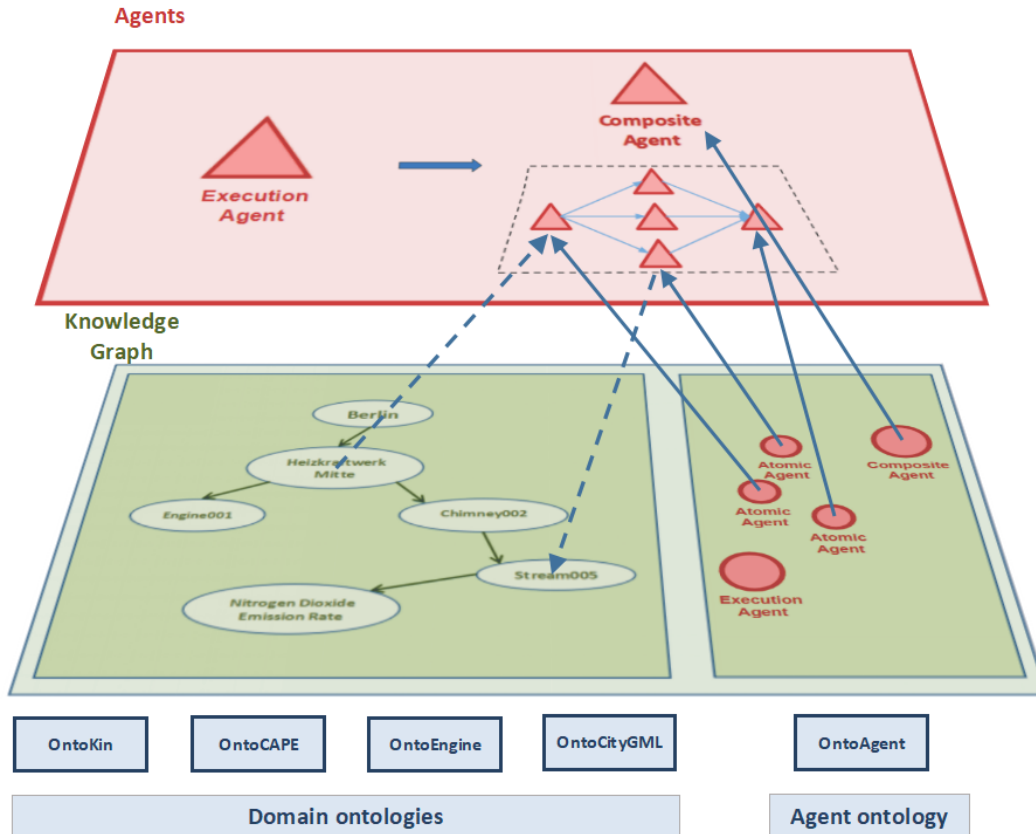 Agents
Composite
Agent
Execution
Agent
Knowledge
Graph
Berlin
Heizkraftwerk
Mitte
Engine001
Chimney002
Stream005
Nitrogen Dioxide
Emission Rate
Atomic
Agent
Composite
Agent
Atomic
Agent
Atomic
Agent
Execution
Agent
OntoKin
OntoCAPE
OntoEngine
OntoCityGML
OntoAgent
Domain ontologies
Agent ontology